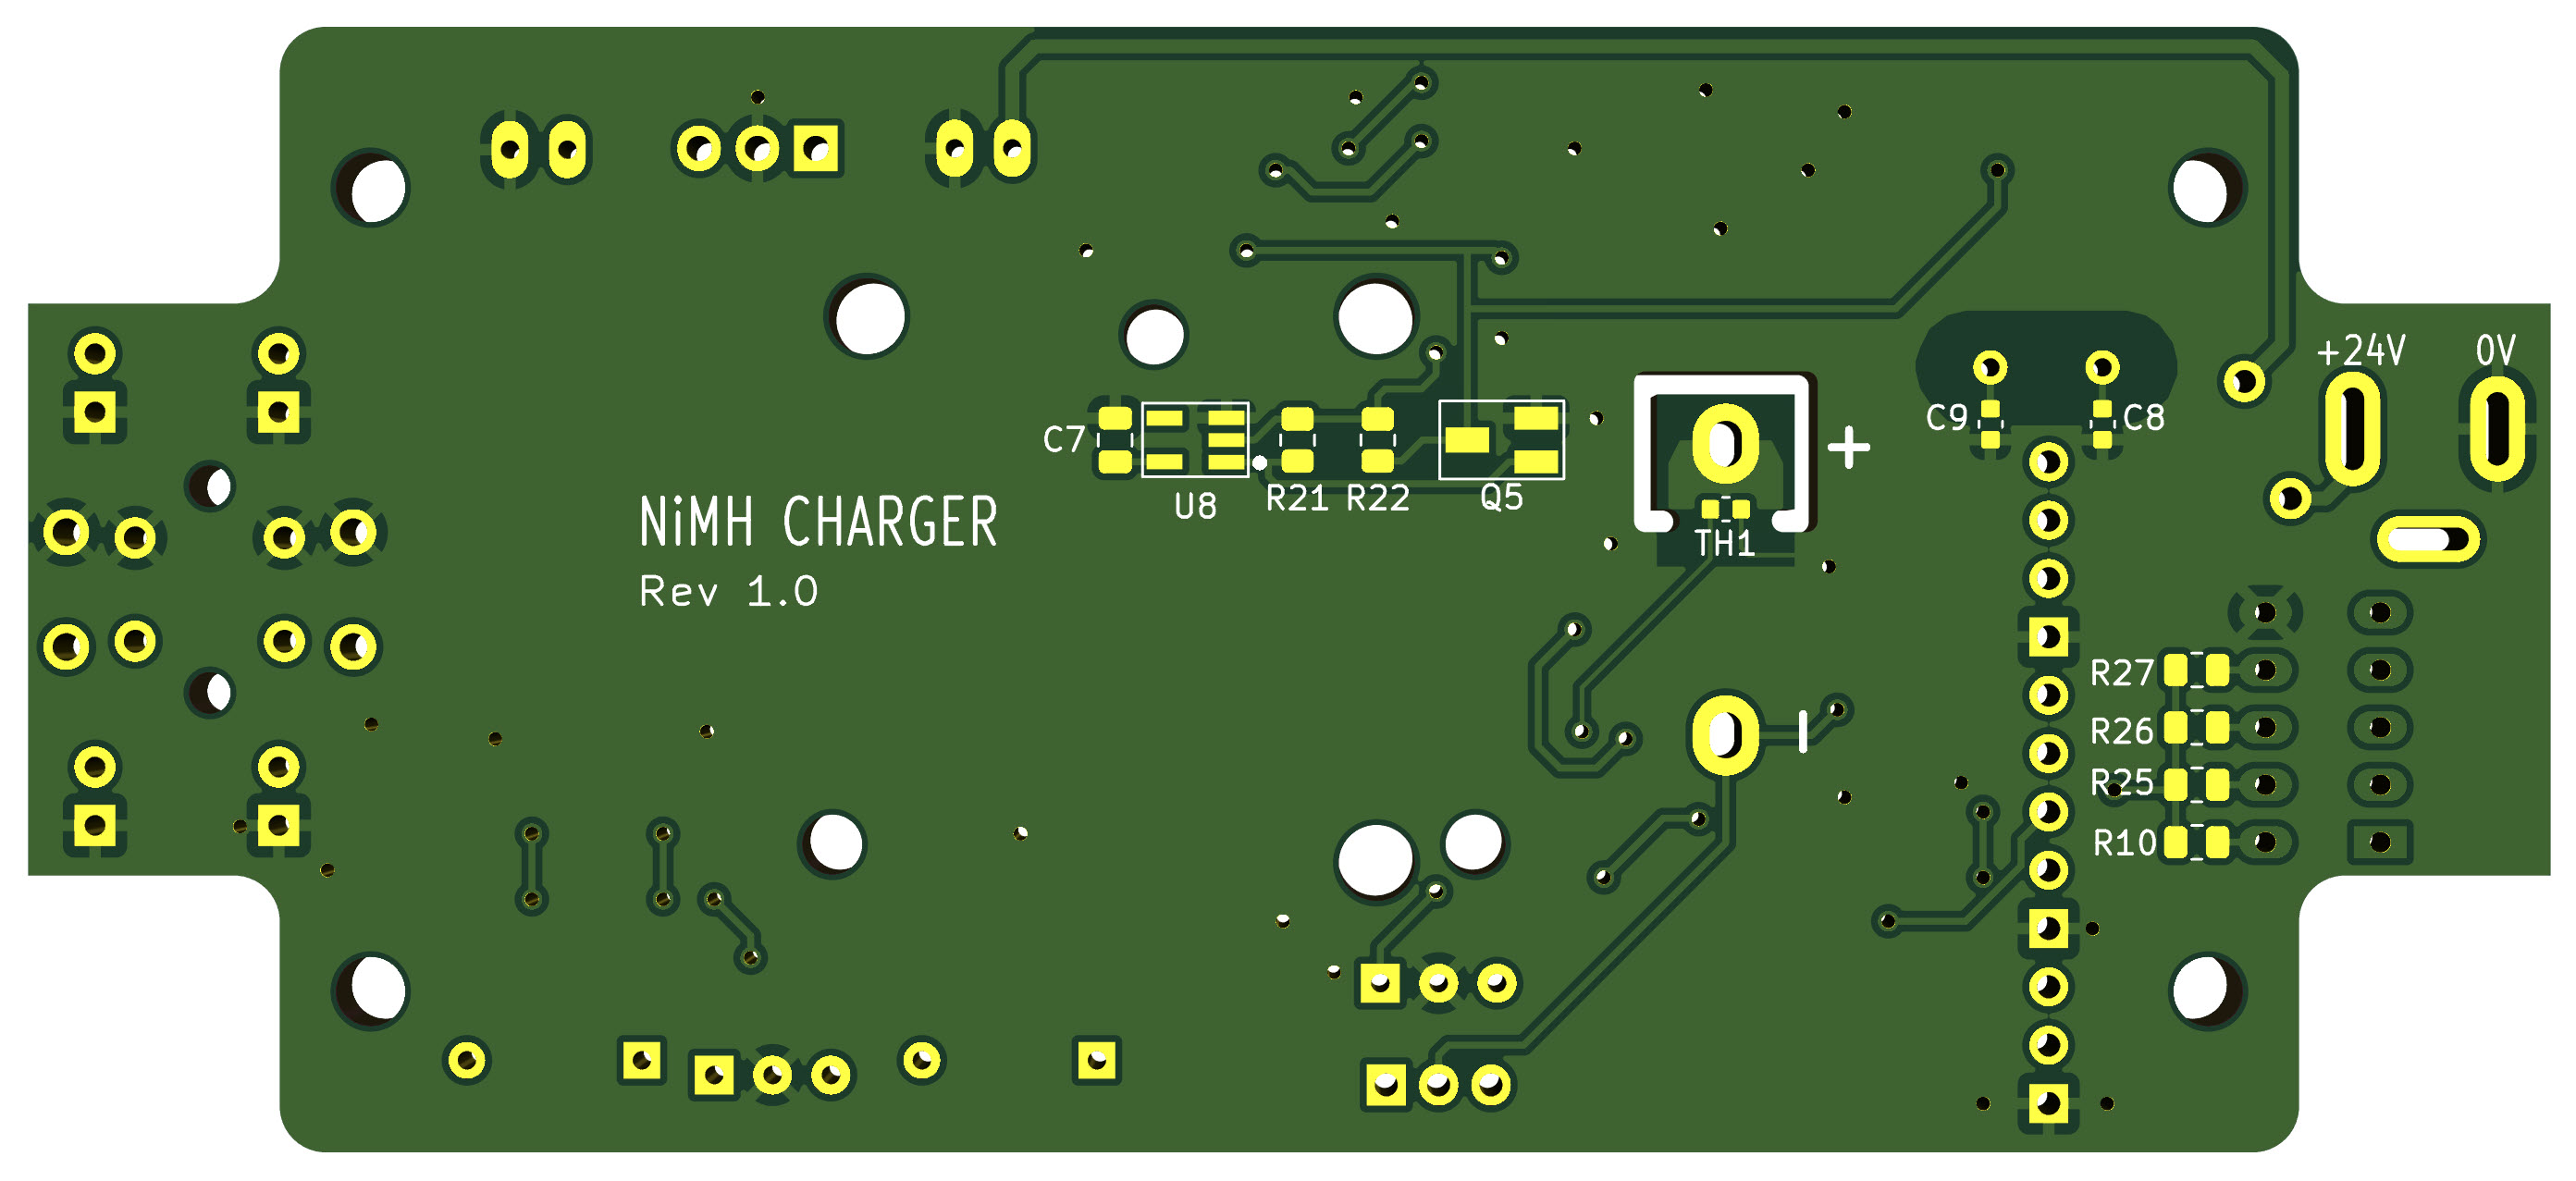 +24V 0V
C9 C8
C7
U8 R21 R22 Q5
+
NiMH CHARGER
TH1
Rev 1.0
R27
R26
R25
R10